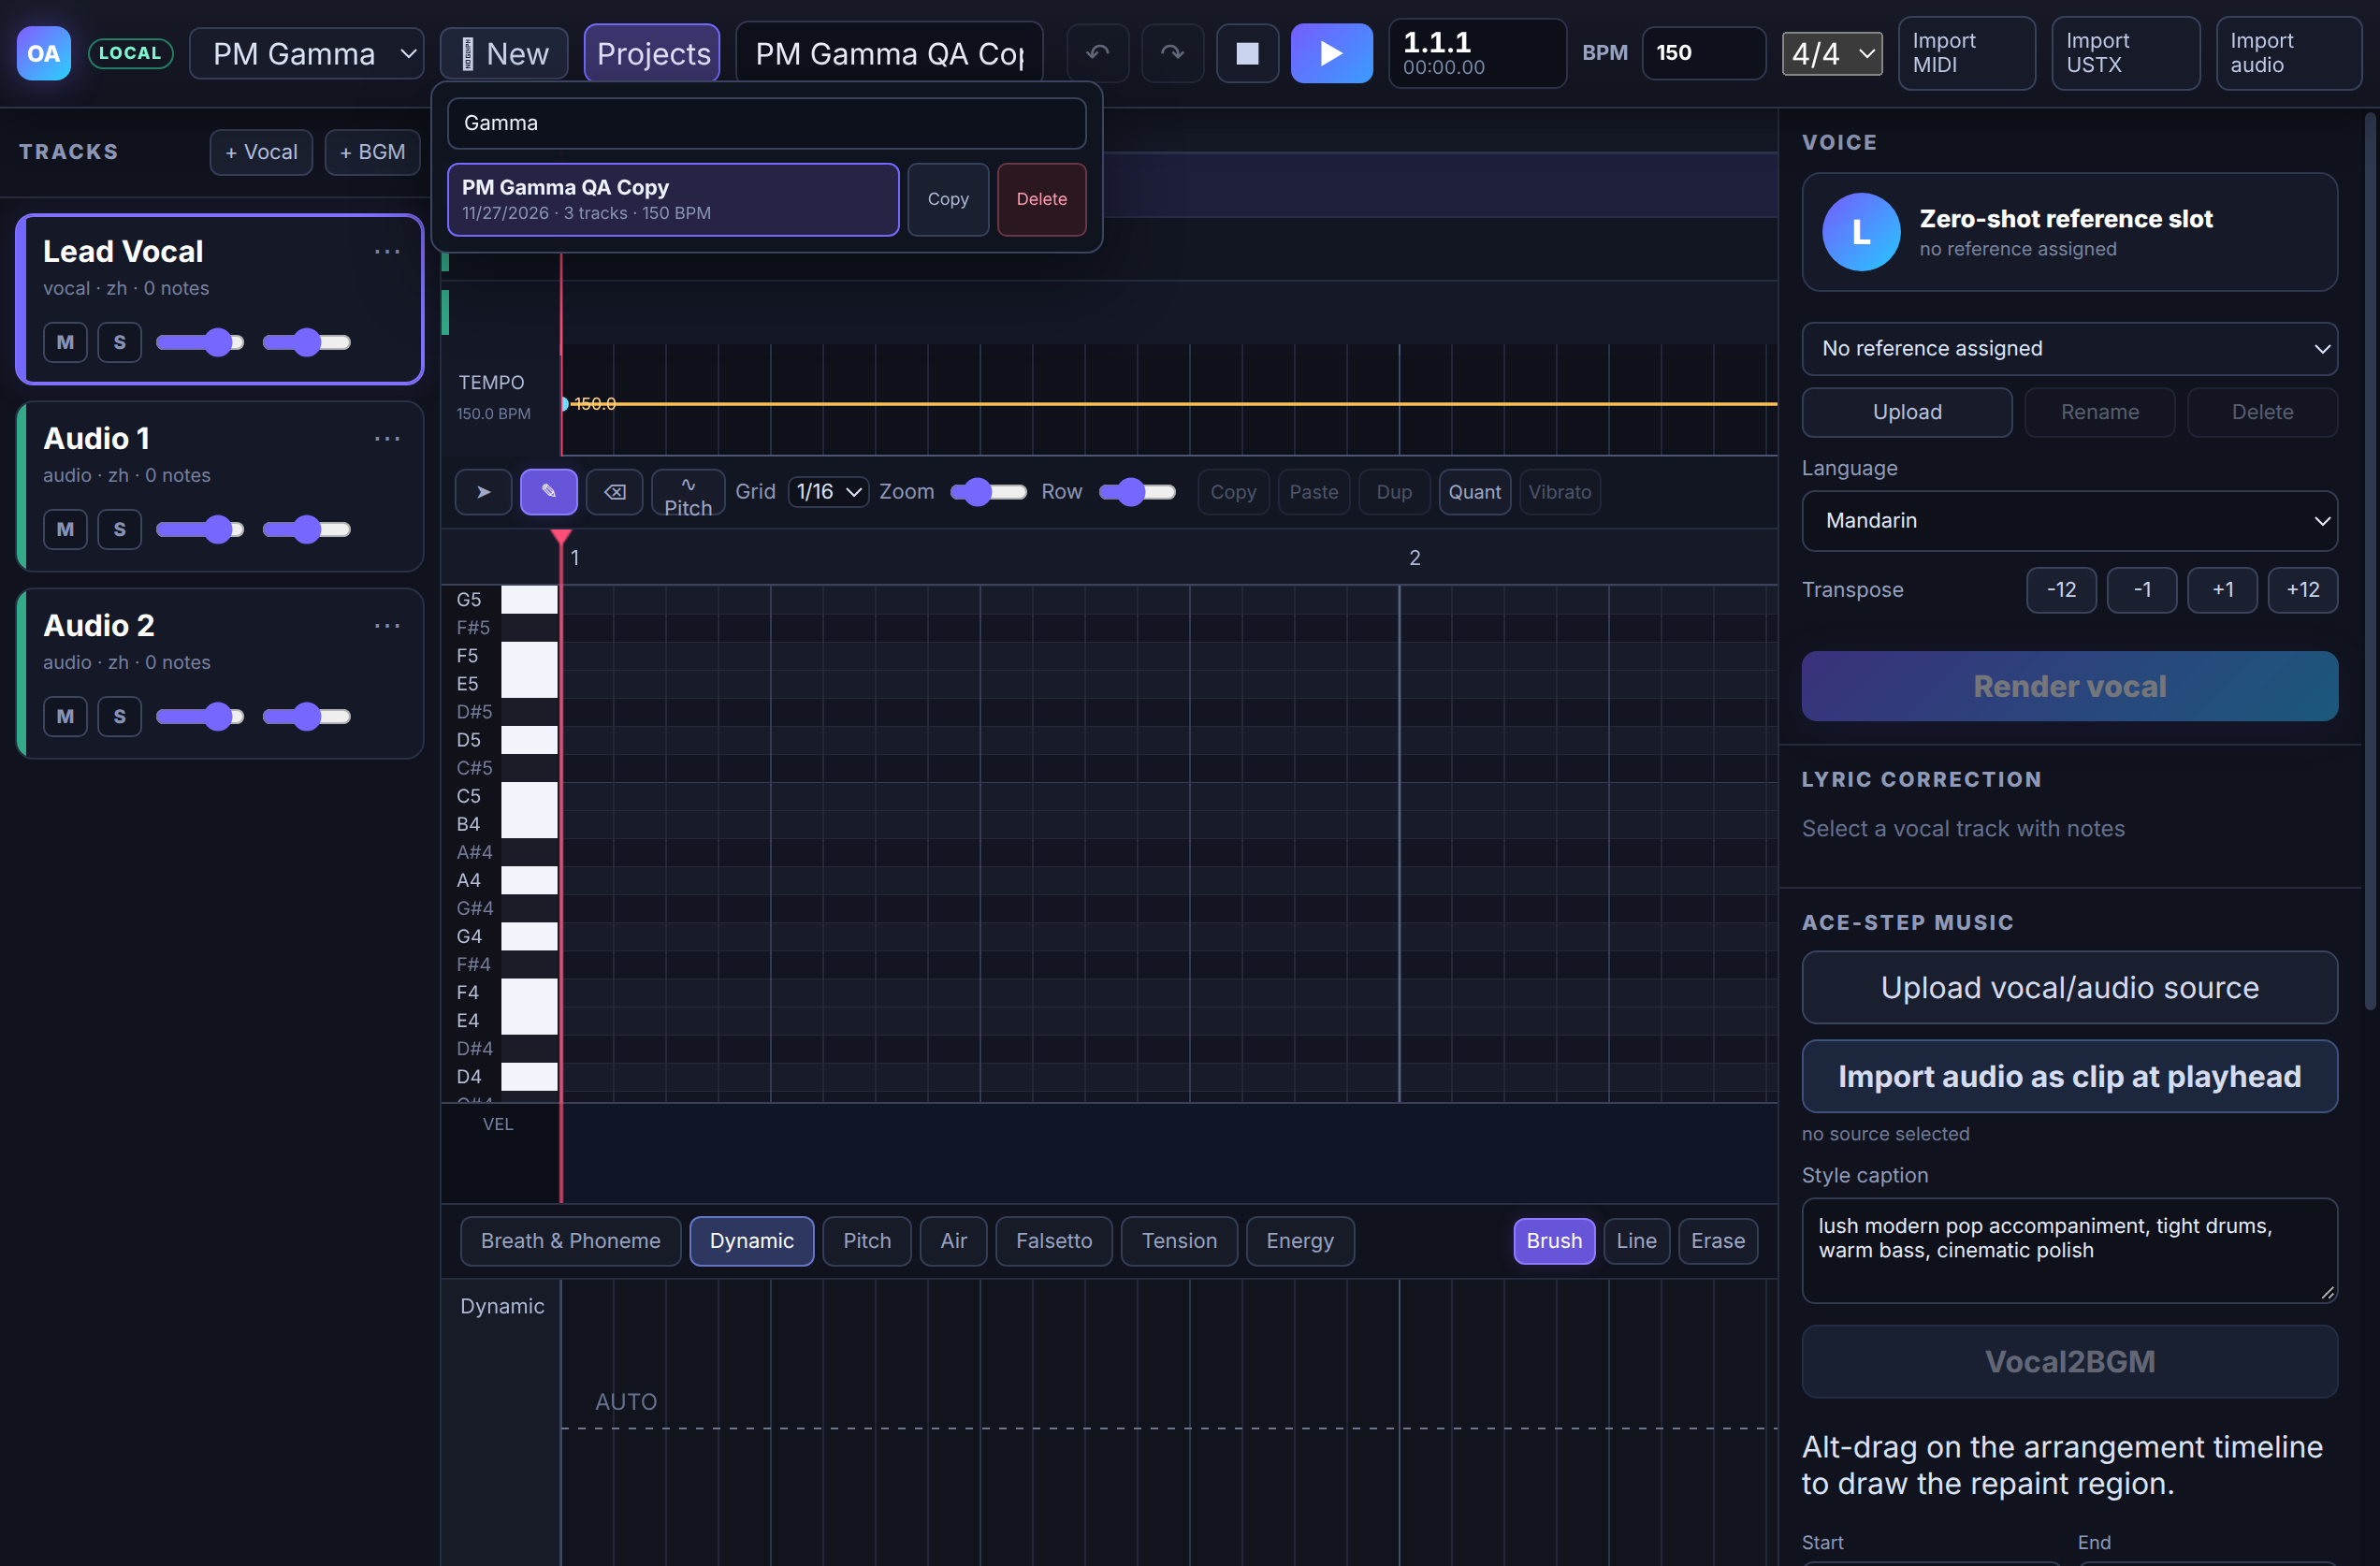 OA
LOCAL
PM Gamma
New
Projects
PM Gamma QA Cop
1.1.1
00:00.00
BPM
150
4/4
Import
MIDI
Import
USTX
Import
audio
Gamma
PM Gamma QA Copy
11/27/2026 · 3 tracks · 150 BPM
Copy
Delete
TRACKS
+ Vocal
+ BGM
Lead Vocal
vocal · zh · 0 notes
M
S
Audio 1
audio · zh · 0 notes
M
S
Audio 2
audio · zh · 0 notes
M
S
TEMPO
150.0 BPM
150.0
Pitch
Grid
1/16
Zoom
Row
Copy
Paste
Dup
Quant
Vibrato
1
2
G5
F#5
F5
E5
D#5
D5
C#5
C5
B4
A#4
A4
G#4
G4
F#4
F4
E4
D#4
D4
C#4
VEL
Breath & Phoneme
Dynamic
Pitch
Air
Falsetto
Tension
Energy
Brush
Line
Erase
Dynamic
AUTO
VOICE
L
Zero-shot reference slot
no reference assigned
No reference assigned
Upload
Rename
Delete
Language
Mandarin
Transpose
-12
-1
+1
+12
Render vocal
LYRIC CORRECTION
Select a vocal track with notes
ACE-STEP MUSIC
Upload vocal/audio source
Import audio as clip at playhead
no source selected
Style caption
lush modern pop accompaniment, tight drums,
warm bass, cinematic polish
Vocal2BGM
Alt-drag on the arrangement timeline
to draw the repaint region.
Start
End